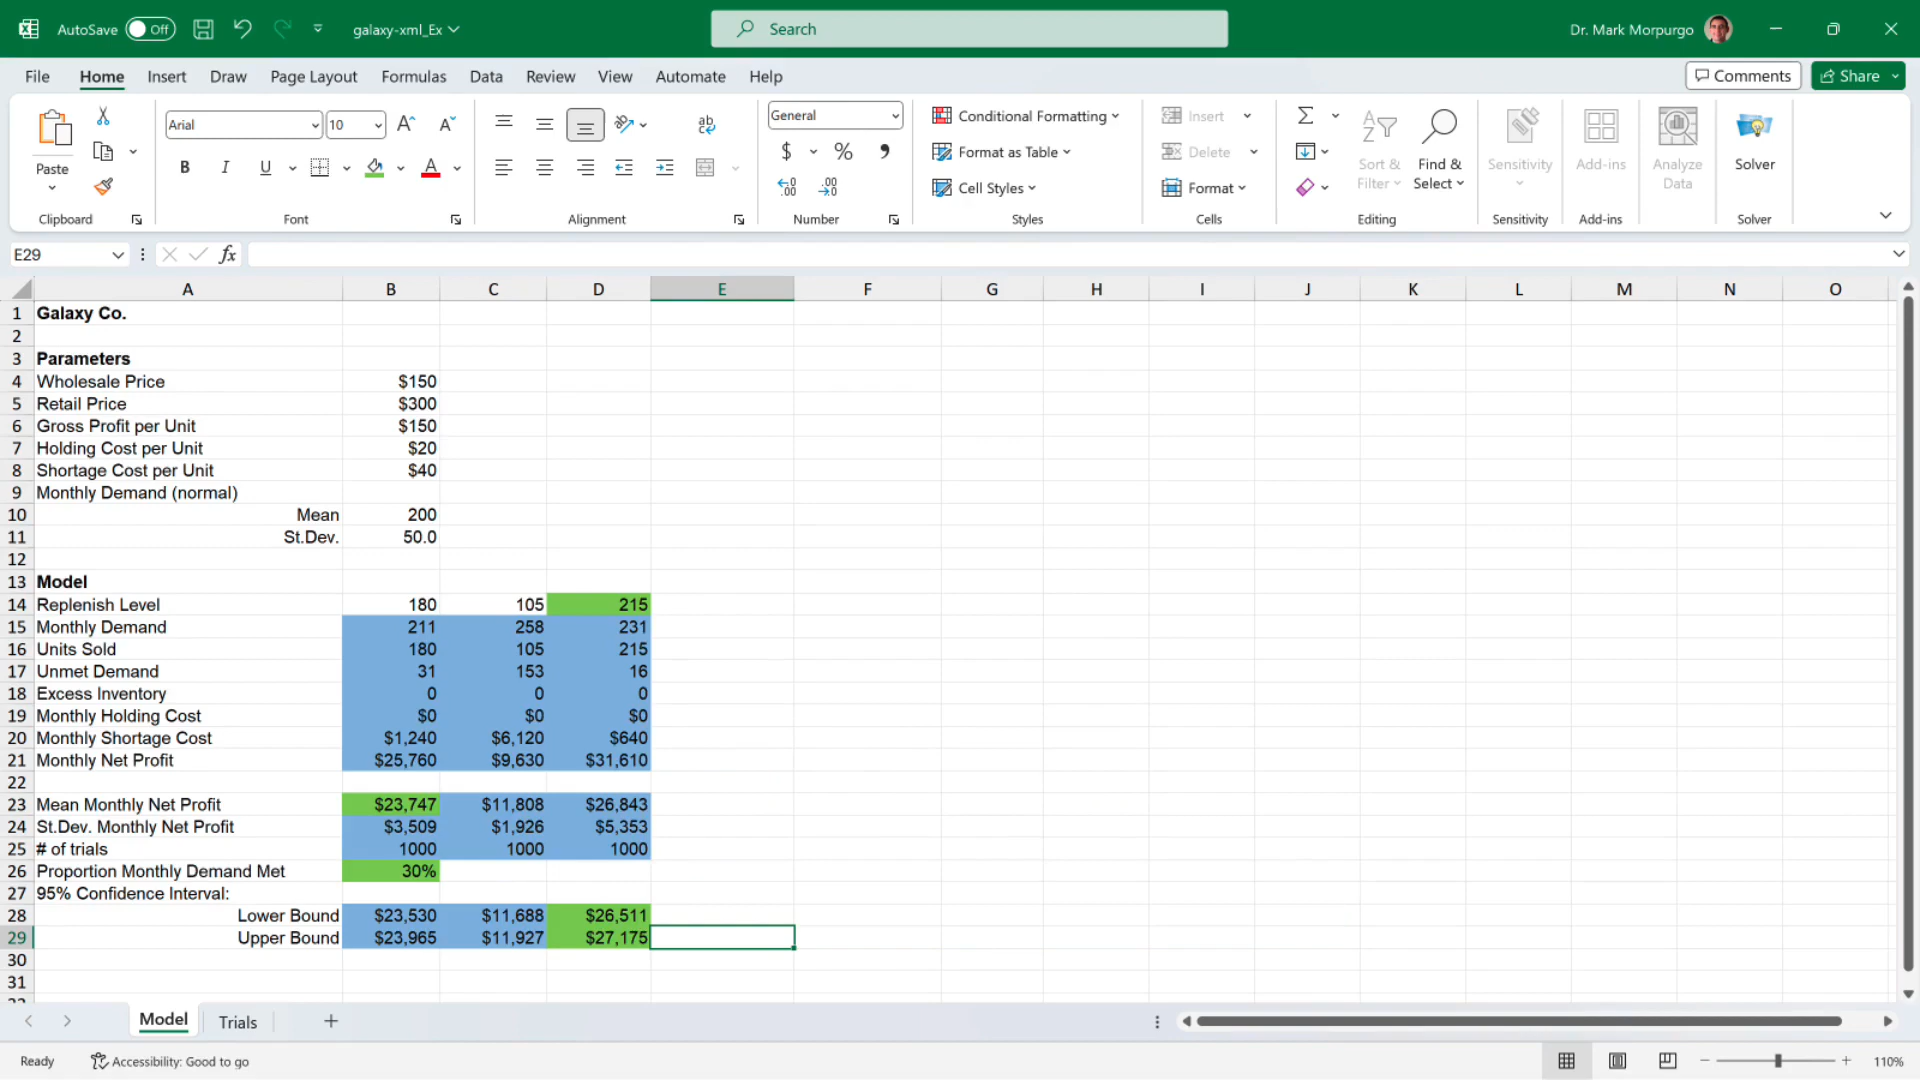 AutoSave Off galaxy-xml_Ex Search Dr. Mark Morpurgo
File Home Insert Draw Page Layout Formulas Data Review View Automate Help Comments Share
Paste
Clipboard
Arial 10
B I U A
Font
ab
Alignment
General
$ % ,
Number
Conditional Formatting
Format as Table
Cell Styles
Styles
Insert
Delete
Format
Cells
Sort & Filter
Find & Select
Editing
Sensitivity
Sensitivity
Add-ins
Add-ins
Analyze Data
Solver
Solver
E29 fx
A B C D E F G H I J K L M N O
1 Galaxy Co.
2
3 Parameters
4 Wholesale Price $150
5 Retail Price $300
6 Gross Profit per Unit $150
7 Holding Cost per Unit $20
8 Shortage Cost per Unit $40
9 Monthly Demand (normal)
10 Mean 200
11 St.Dev. 50.0
12
13 Model
14 Replenish Level 180 105 215
15 Monthly Demand 211 258 231
16 Units Sold 180 105 215
17 Unmet Demand 31 153 16
18 Excess Inventory 0 0 0
19 Monthly Holding Cost $0 $0 $0
20 Monthly Shortage Cost $1,240 $6,120 $640
21 Monthly Net Profit $25,760 $9,630 $31,610
22
23 Mean Monthly Net Profit $23,747 $11,808 $26,843
24 St.Dev. Monthly Net Profit $3,509 $1,926 $5,353
25 # of trials 1000 1000 1000
26 Proportion Monthly Demand Met 30%
27 95% Confidence Interval:
28 Lower Bound $23,530 $11,688 $26,511
29 Upper Bound $23,965 $11,927 $27,175
30
31
Model Trials
Ready Accessibility: Good to go 110%